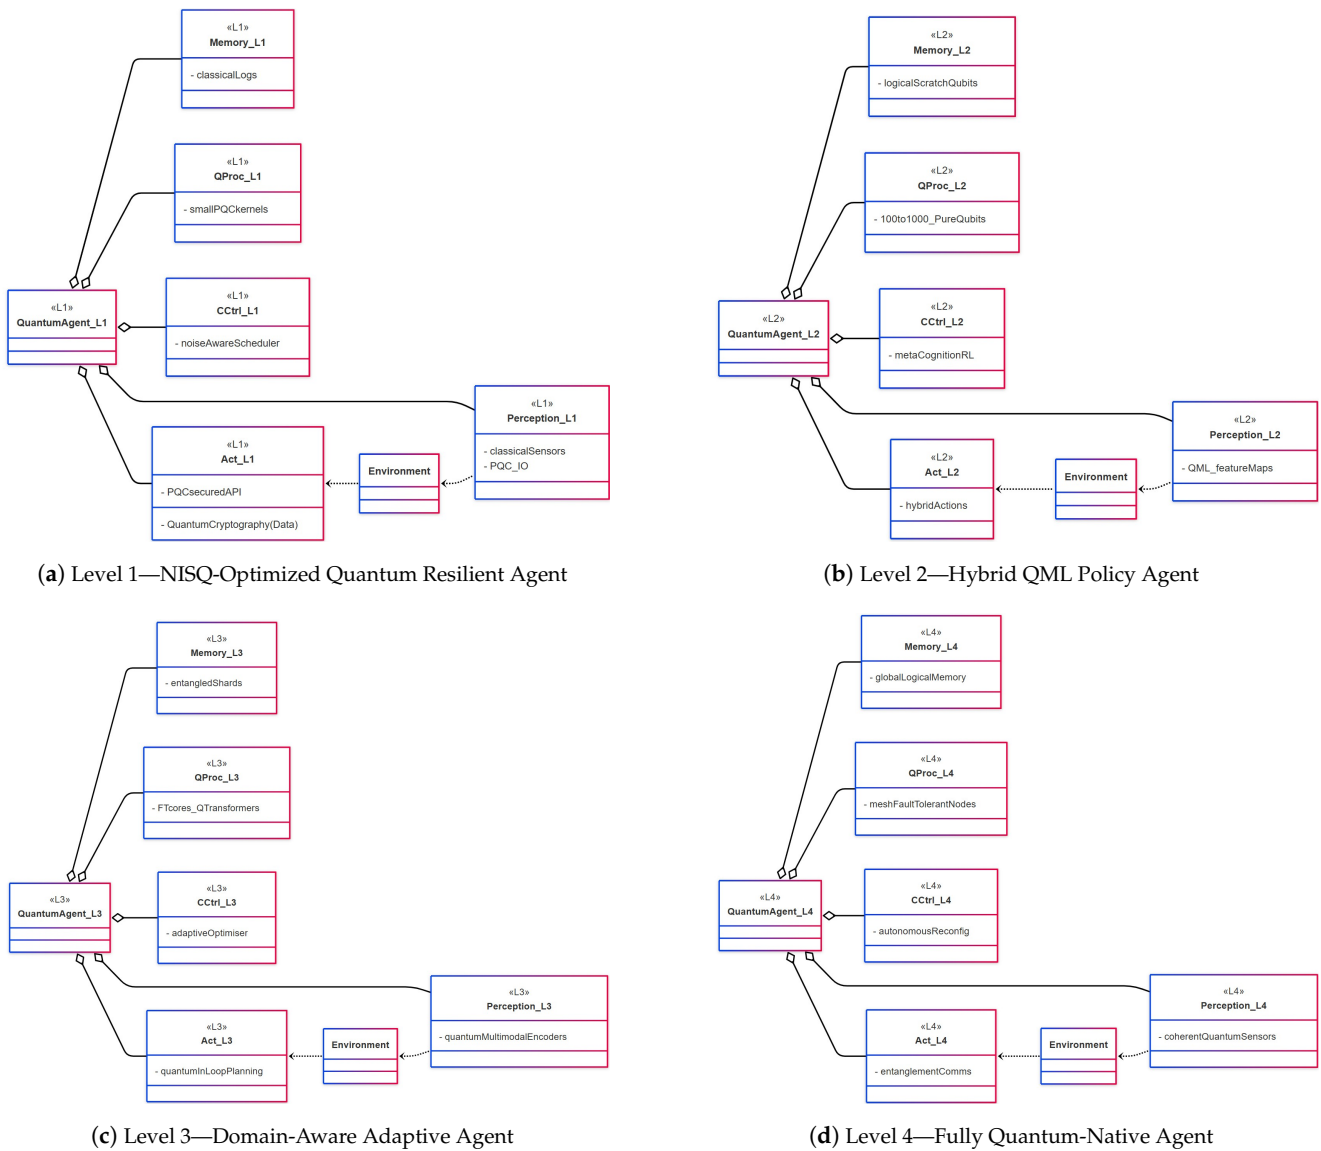 «L1»
Memory_L1
- classicalLogs
«L1»
QProc_L1
- smallPQCkernels
«L1»
QuantumAgent_L1
«L1»
CCtrl_L1
- noiseAwareScheduler
«L1»
Perception_L1
- classicalSensors
- PQC_IO
«L1»
Act_L1
- PQCsecuredAPI
- QuantumCryptography(Data)
Environment
(a) Level 1—NISQ-Optimized Quantum Resilient Agent
«L2»
Memory_L2
- logicalScratchQubits
«L2»
QProc_L2
- 100to1000_PureQubits
«L2»
QuantumAgent_L2
«L2»
CCtrl_L2
- metaCognitionRL
«L2»
Perception_L2
- QML_featureMaps
«L2»
Act_L2
- hybridActions
Environment
(b) Level 2—Hybrid QML Policy Agent
«L3»
Memory_L3
- entangledShards
«L3»
QProc_L3
- FTcores_QTransformers
«L3»
QuantumAgent_L3
«L3»
CCtrl_L3
- adaptiveOptimiser
«L3»
Perception_L3
- quantumMultimodalEncoders
«L3»
Act_L3
- quantumInLoopPlanning
Environment
(c) Level 3—Domain-Aware Adaptive Agent
«L4»
Memory_L4
- globalLogicalMemory
«L4»
QProc_L4
- meshFaultTolerantNodes
«L4»
QuantumAgent_L4
«L4»
CCtrl_L4
- autonomousReconfig
«L4»
Perception_L4
- coherentQuantumSensors
«L4»
Act_L4
- entanglementComms
Environment
(d) Level 4—Fully Quantum-Native Agent